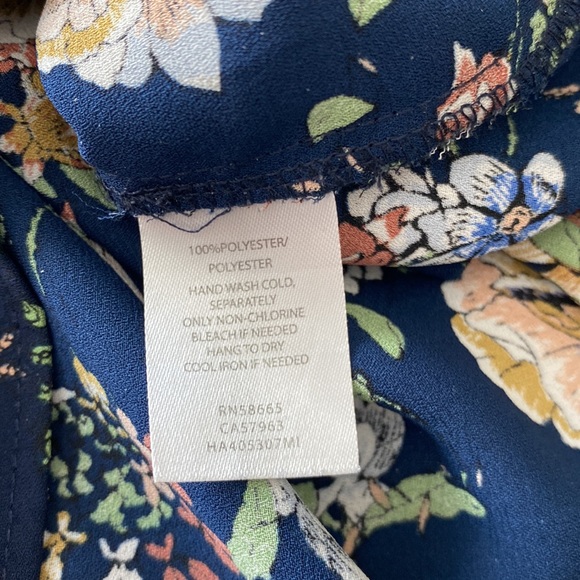 100%POLYESTER/
POLYESTER
HAND WASH COLD,
SEPARATELY
ONLY NON-CHLORINE
BLEACH IF NEEDED
HANG TO DRY
COOL IRON IF NEEDED
RN58665
CA57963
HA405307MI